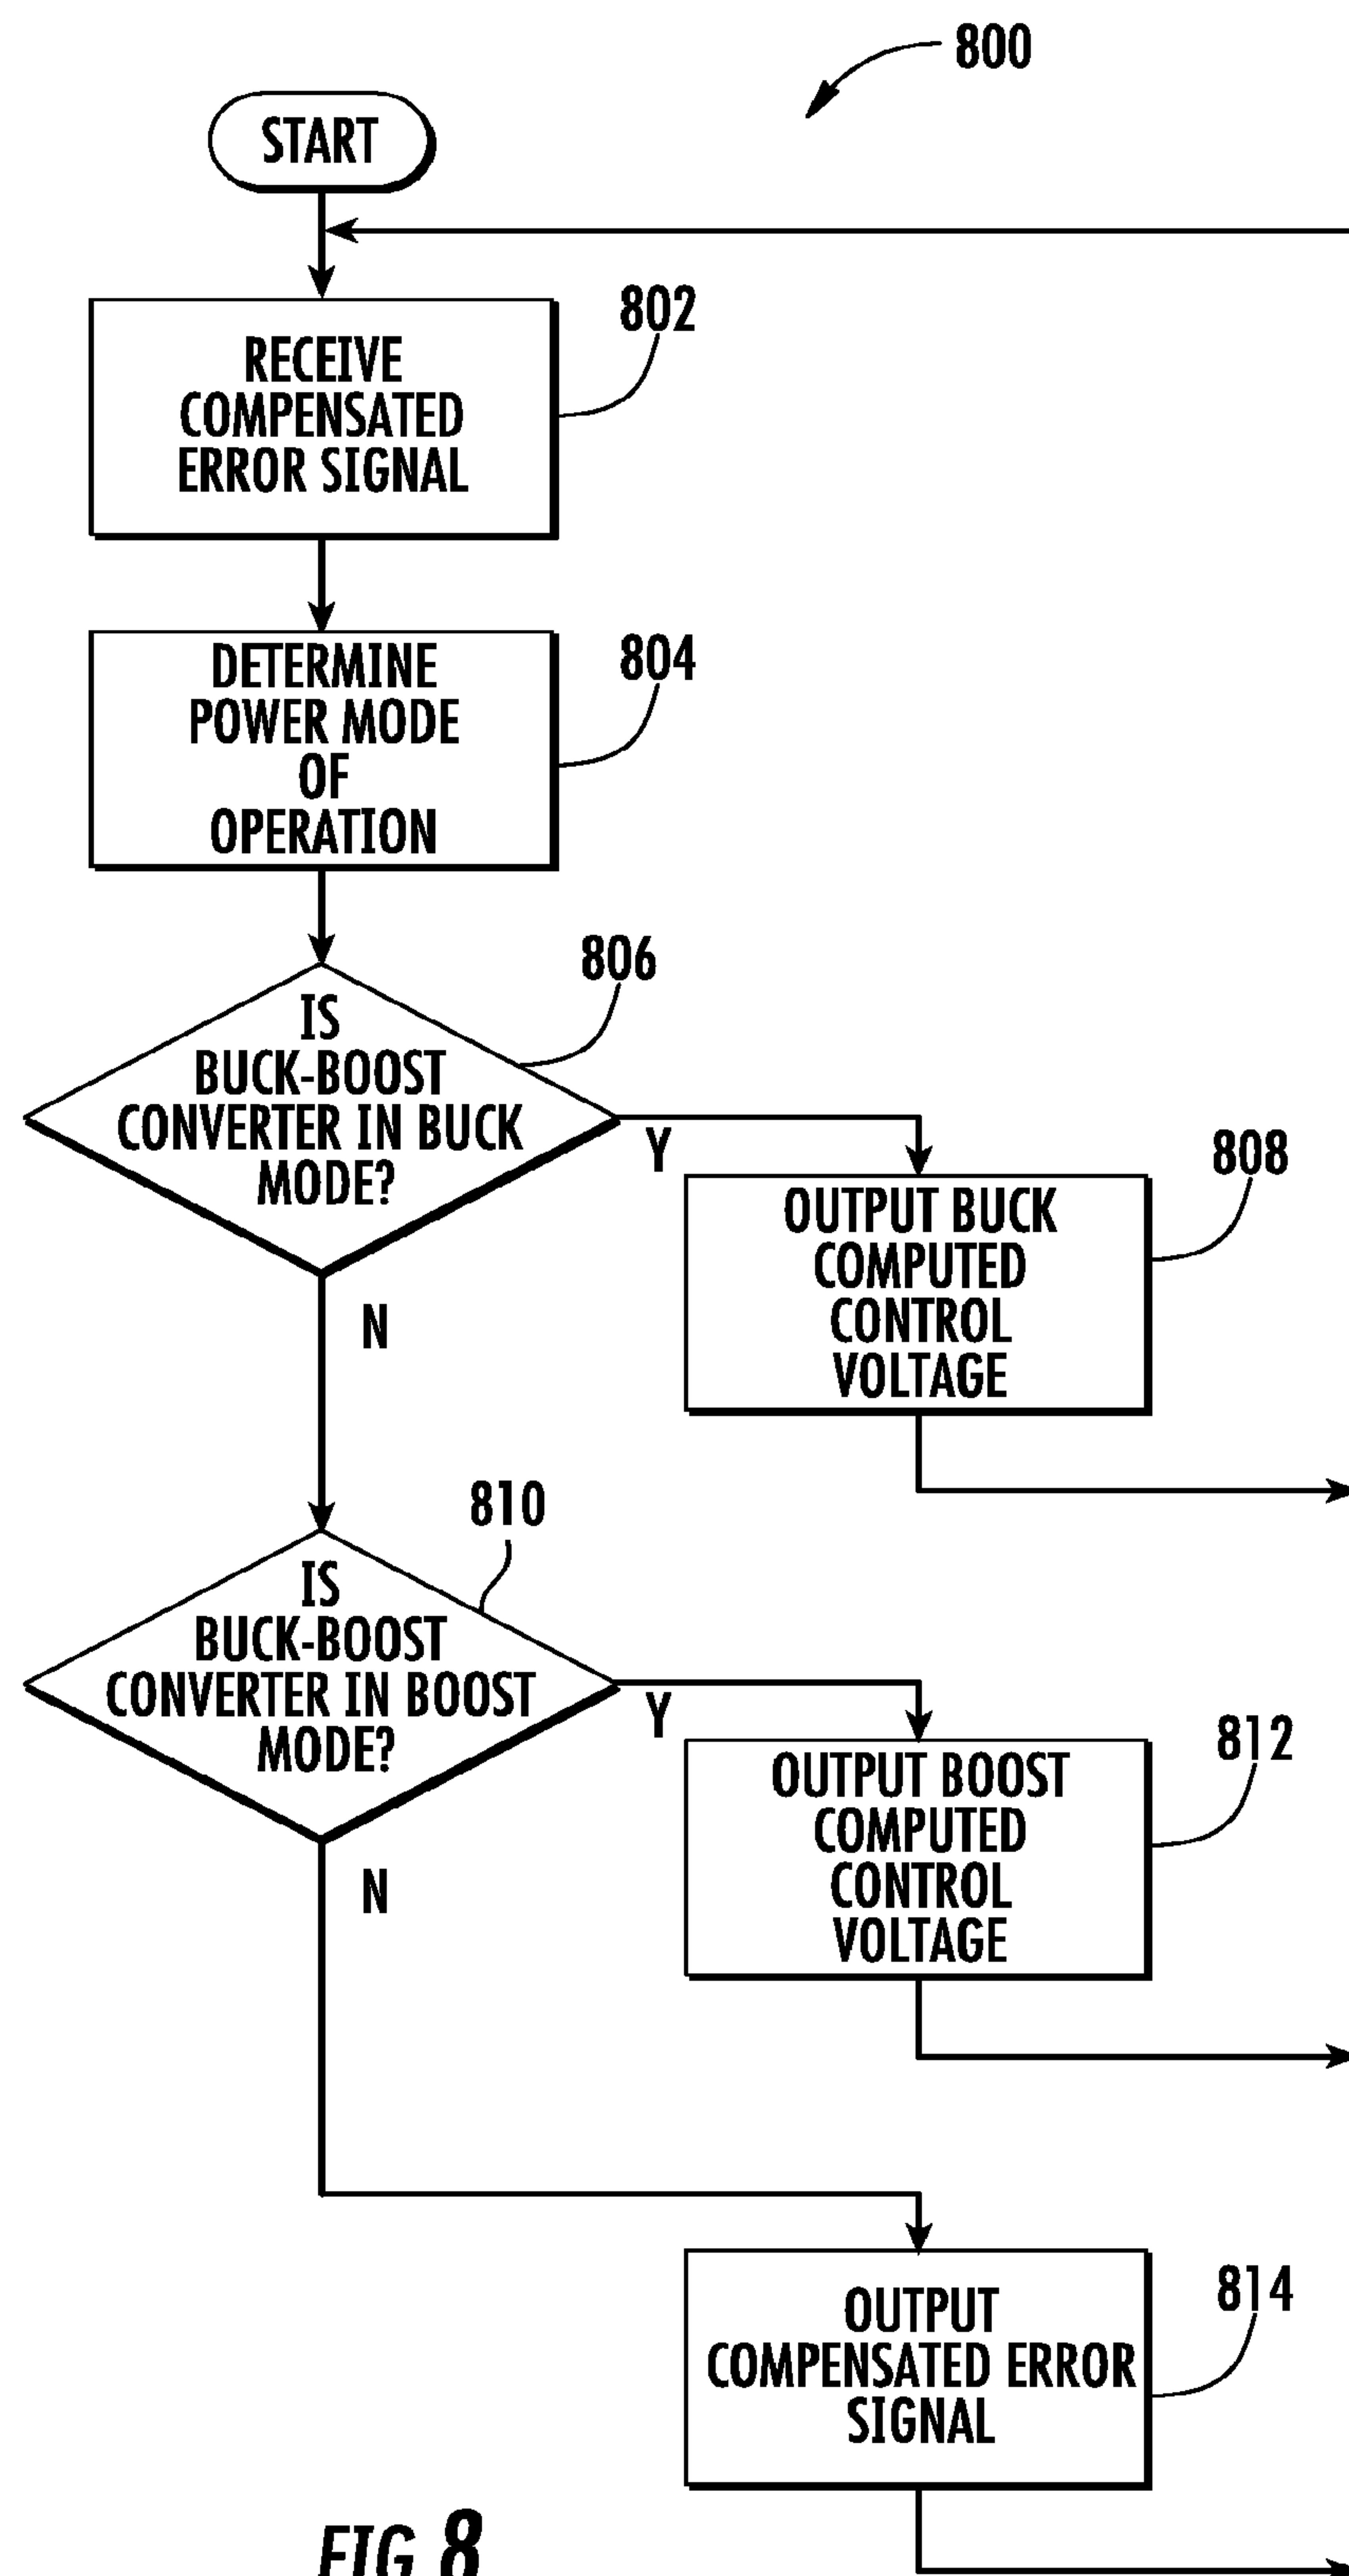 800
START
802
RECEIVE
COMPENSATED
ERROR SIGNAL
804
DETERMINE
POWER MODE
OF
OPERATION
806
IS
BUCK-BOOST
CONVERTER IN BUCK
MODE?
Y
N
808
OUTPUT BUCK
COMPUTED
CONTROL
VOLTAGE
810
IS
BUCK-BOOST
CONVERTER IN BOOST
MODE?
Y
N
812
OUTPUT BOOST
COMPUTED
CONTROL
VOLTAGE
814
OUTPUT
COMPENSATED ERROR
SIGNAL
FIG 8